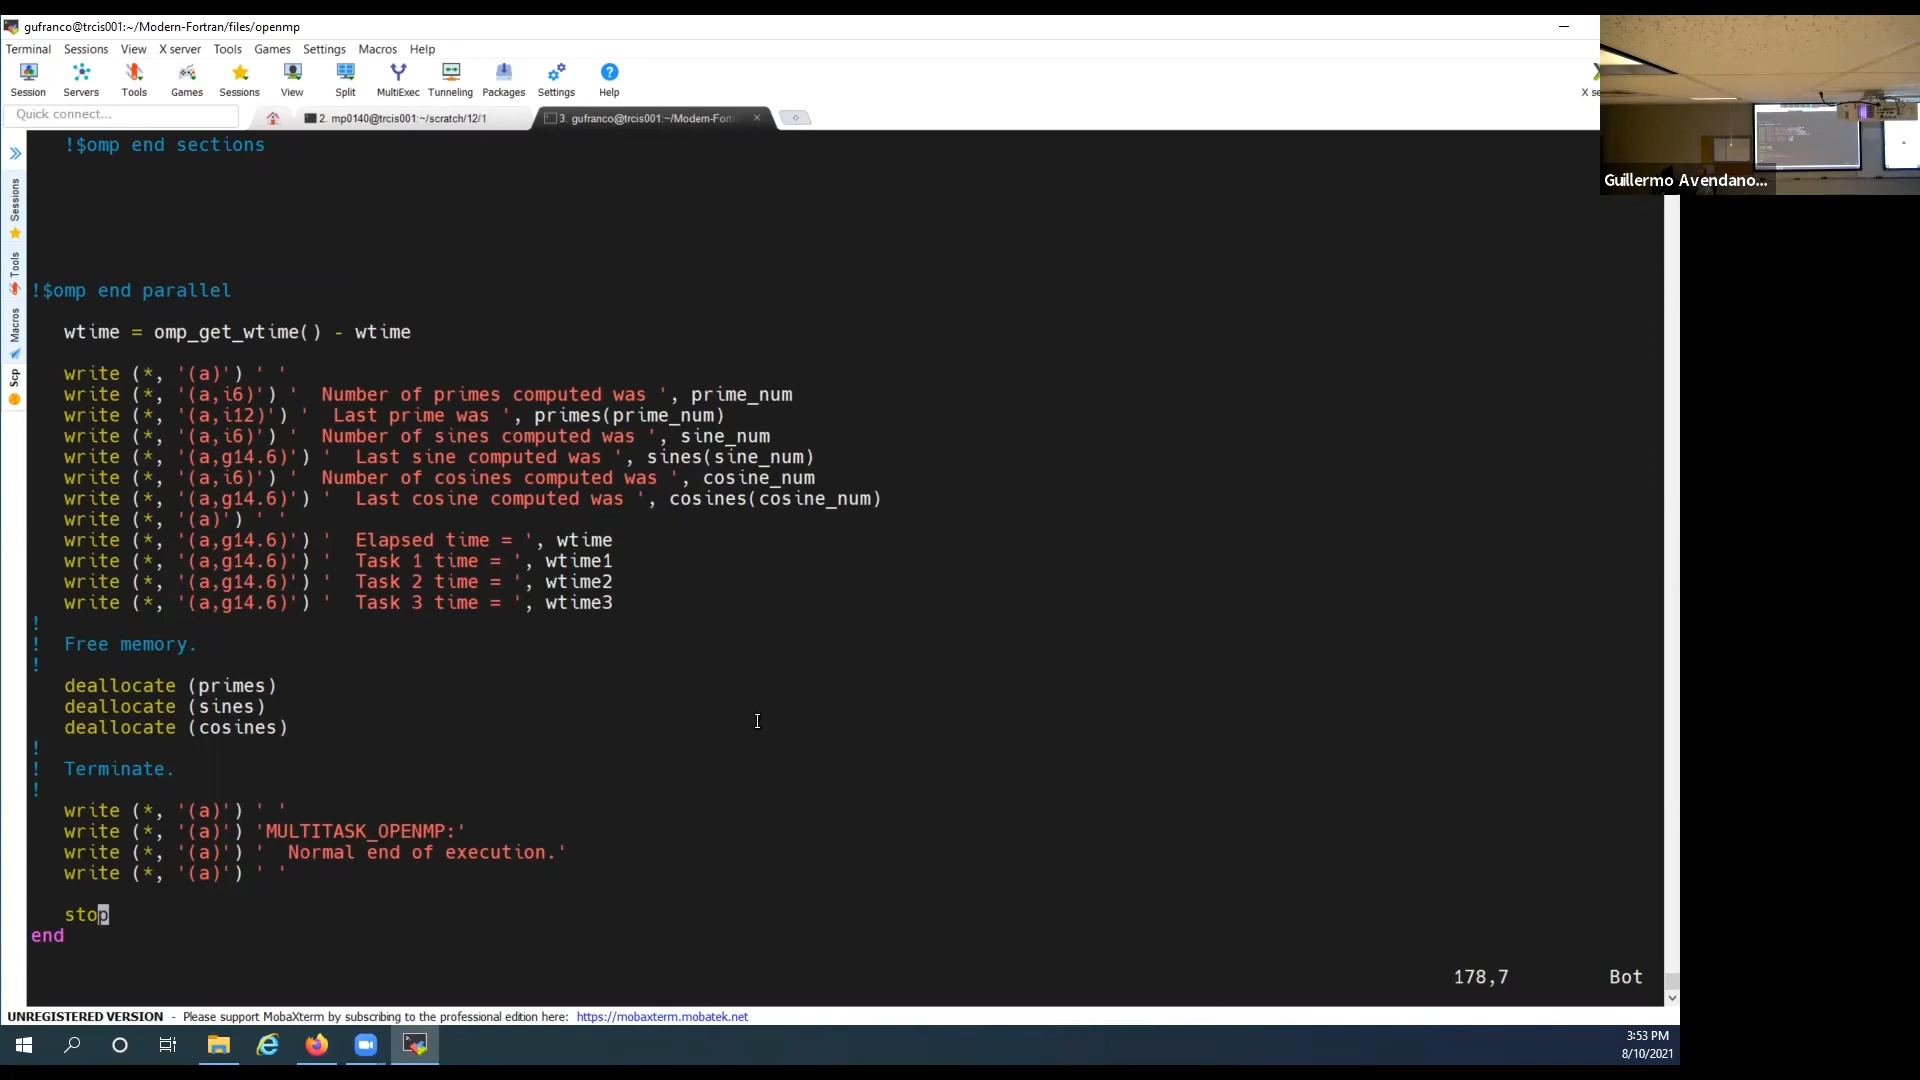 gufranco@trcis001:~/Modern-Fortran/files/openmp
Terminal Sessions View X server Tools Games Settings Macros Help
Session Servers Tools Games Sessions View Split MultiExec Tunneling Packages Settings Help
X se
Quick connect...
2. mp0140@trcis001:~/scratch/12/1
3. gufranco@trcis001:~/Modern-Fortr
Guillermo Avendano...
Sessions
Tools
Macros
Scp
!$omp end sections
!$omp end parallel
wtime = omp_get_wtime() - wtime
write (*, '(a)') ' '
write (*, '(a,i6)') '  Number of primes computed was ', prime_num
write (*, '(a,i12)') '  Last prime was ', primes(prime_num)
write (*, '(a,i6)') '  Number of sines computed was ', sine_num
write (*, '(a,g14.6)') '  Last sine computed was ', sines(sine_num)
write (*, '(a,i6)') '  Number of cosines computed was ', cosine_num
write (*, '(a,g14.6)') '  Last cosine computed was ', cosines(cosine_num)
write (*, '(a)') ' '
write (*, '(a,g14.6)') '  Elapsed time = ', wtime
write (*, '(a,g14.6)') '  Task 1 time = ', wtime1
write (*, '(a,g14.6)') '  Task 2 time = ', wtime2
write (*, '(a,g14.6)') '  Task 3 time = ', wtime3
!
!  Free memory.
!
deallocate (primes)
deallocate (sines)
deallocate (cosines)
!
!  Terminate.
!
write (*, '(a)') ' '
write (*, '(a)') 'MULTITASK_OPENMP:'
write (*, '(a)') '  Normal end of execution.'
write (*, '(a)') ' '
stop
end
178,7 Bot
UNREGISTERED VERSION - Please support MobaXterm by subscribing to the professional edition here: https://mobaxterm.mobatek.net
3:53 PM
8/10/2021